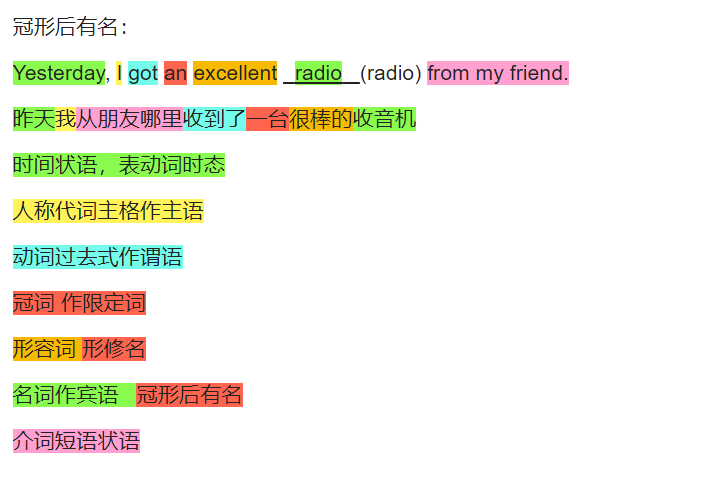 冠形后有名：
Yesterday, I got an excellent __radio__(radio) from my friend.
昨天我从朋友哪里收到了一台很棒的收音机
时间状语，表动词时态
人称代词主格作主语
动词过去式作谓语
冠词 作限定词
形容词 形修名
名词作宾语 冠形后有名
介词短语状语